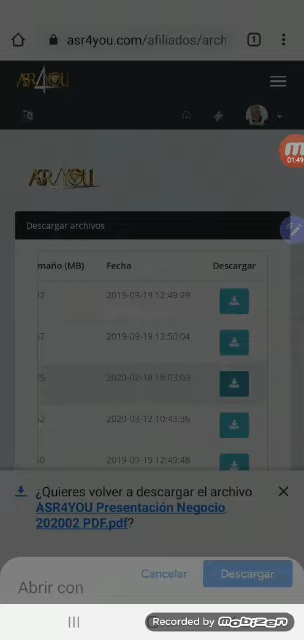 asr4you.com/afiliados/arch
1
ASR4YOU
01:49
ASR4YOU
Descargar archivos
maño (MB) Fecha Descargar
2019-09-19 12:49:29
2019-09-19 12:50:04
2020-02-18 18:03:03
2020-03-12 10:43:36
2019-09-19 12:48:48
¿Quieres volver a descargar el archivo
ASR4YOU Presentación Negocio
202002 PDF.pdf?
Cancelar Descargar
Abrir con
Recorded by mobizen